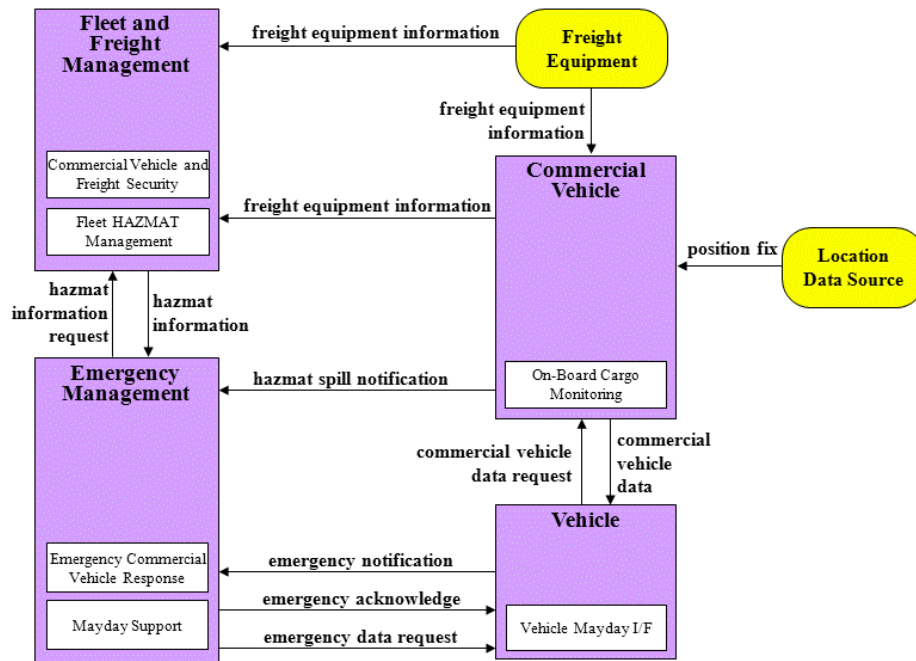 Fleet and
Freight
Management
freight equipment information
Freight
Equipment
freight equipment
information
Commercial Vehicle and
Freight Security
Fleet HAZMAT
Management
freight equipment information
Commercial
Vehicle
position fix
Location
Data Source
hazmat
information
request
hazmat
information
Emergency
Management
hazmat spill notification
On-Board Cargo
Monitoring
commercial vehicle
data request
commercial
vehicle
data
Vehicle
Emergency Commercial
Vehicle Response
emergency notification
Mayday Support
emergency acknowledge
emergency data request
Vehicle Mayday I/F